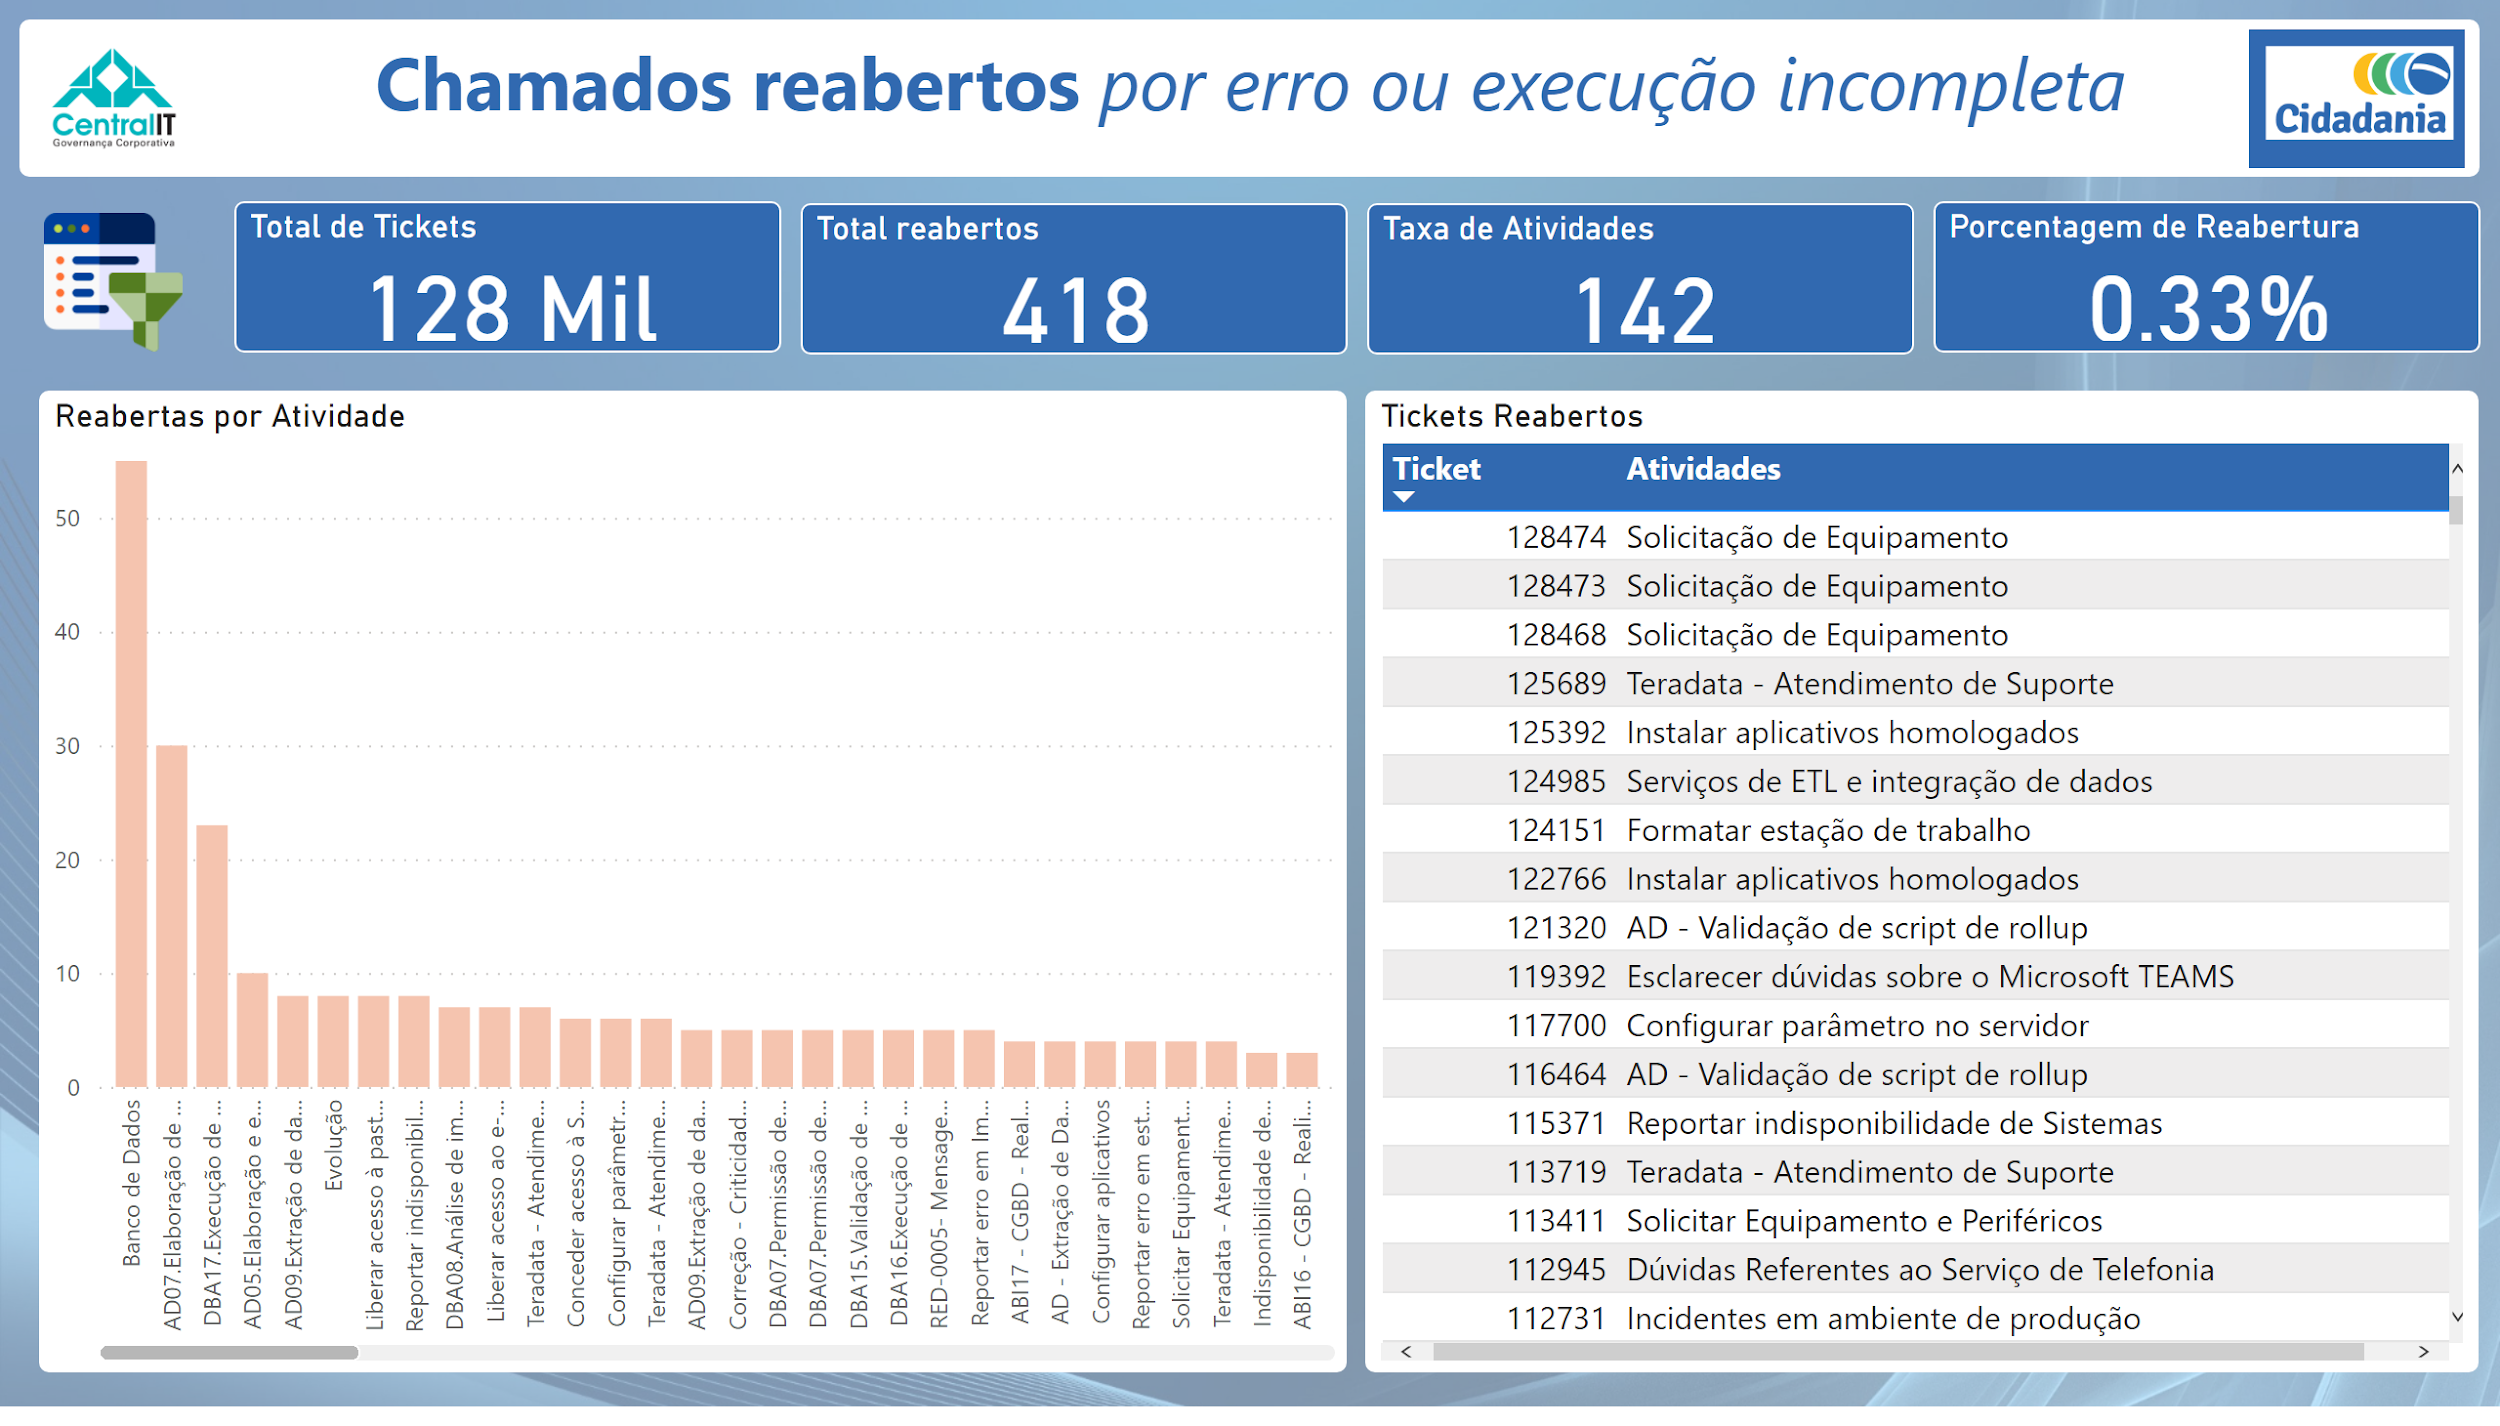 CentralIT
Governança Corporativa
Chamados reabertos por erro ou execução incompleta
Cidadania
Total de Tickets
128 Mil
Total reabertos
418
Taxa de Atividades
142
Porcentagem de Reabertura
0.33%
Reabertas por Atividade
50
40
30
20
10
0
Banco de Dados
AD07.Elaboração de ...
DBA17.Execução de ...
AD05.Elaboração e e...
AD09.Extração de da...
Evolução
Liberar acesso à past...
Reportar indisponibil...
DBA08.Análise de im...
Liberar acesso ao e-...
Teradata - Atendime...
Conceder acesso à S...
Configurar parâmetr...
Teradata - Atendime...
AD09.Extração de da...
Correção - Criticidad...
DBA07.Permissão de...
DBA07.Permissão de...
DBA15.Validação de ...
DBA16.Execução de ...
RED-0005- Mensage...
Reportar erro em Im...
ABI17 - CGBD - Real...
AD - Extração de Da...
Configurar aplicativos
Reportar erro em est...
Solicitar Equipament...
Teradata - Atendime...
Indisponibilidade de...
ABI16 - CGBD - Reali...
Tickets Reabertos
Ticket Atividades
128474 Solicitação de Equipamento
128473 Solicitação de Equipamento
128468 Solicitação de Equipamento
125689 Teradata - Atendimento de Suporte
125392 Instalar aplicativos homologados
124985 Serviços de ETL e integração de dados
124151 Formatar estação de trabalho
122766 Instalar aplicativos homologados
121320 AD - Validação de script de rollup
119392 Esclarecer dúvidas sobre o Microsoft TEAMS
117700 Configurar parâmetro no servidor
116464 AD - Validação de script de rollup
115371 Reportar indisponibilidade de Sistemas
113719 Teradata - Atendimento de Suporte
113411 Solicitar Equipamento e Periféricos
112945 Dúvidas Referentes ao Serviço de Telefonia
112731 Incidentes em ambiente de produção